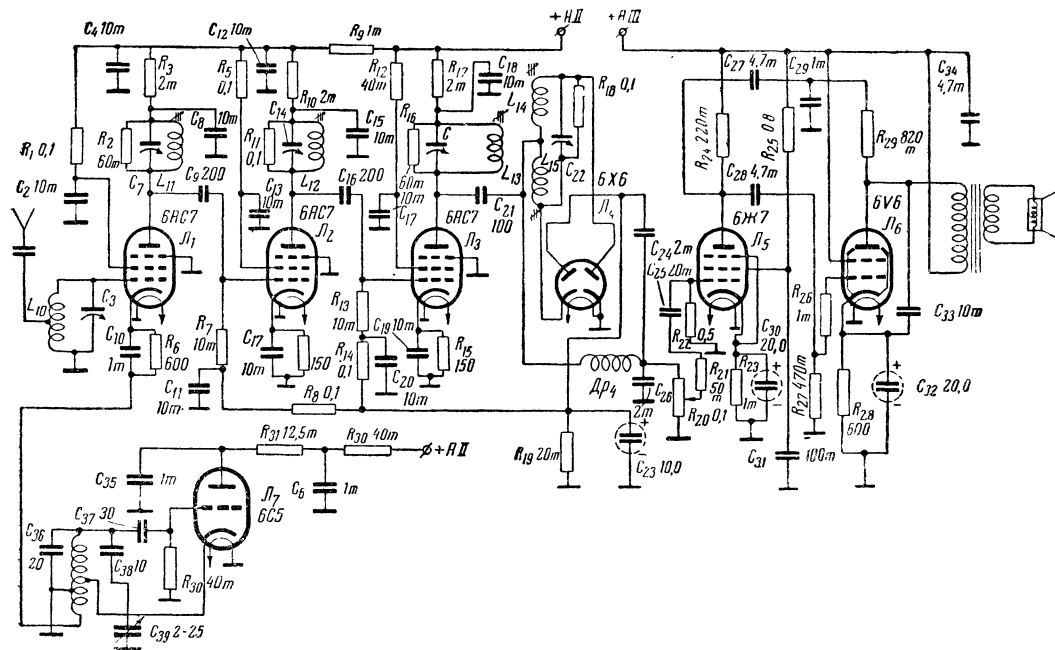 +АII +АIII
C4 10m
C12 10m
R9 1m
R3 2m
R5 0,1
R10 2m
R12 40m
R17 2m
C18 10m
R18 0,1
C27 4,7m
C29 1m
C34 4,7m
R1 0,1
R2 60m
C8 10m
R11 0,1
C14
C15 10m
R16 60m
C
L14
L13
L15
C22
R24 220m
R25 0,8
R29 820m
C2 10m
C7
L11
C9 200
C13 10m
L12
C16 200
10m
C17
C21 100
6X6
Л4
C28 4,7m
6AC7
Л1
6AC7
Л2
6AC7
Л3
6Ж7
Л5
6V6
Л6
C24 2m
C25 20m
L10
C3
R13 10m
R22 0,5
C30 20,0
R26 1m
C33 10m
C10 1m
R6 600
R7 10m
C17 10m
150
C19 10m
R14 0,1
R15 150
C20 10m
C11 10m
R8 0,1
ДР4
2m
C26
R21 50m
R20 0,1
R23 1m
R27 470m
R28 600
C32 20,0
R31 12,5m
R30 40m
+АII
R19 20m
C23 10,0
C31 100m
C35 1m
Л7
6C5
C6 1m
C37 30
C36 20
C38 10
R30 40m
C39 2-25